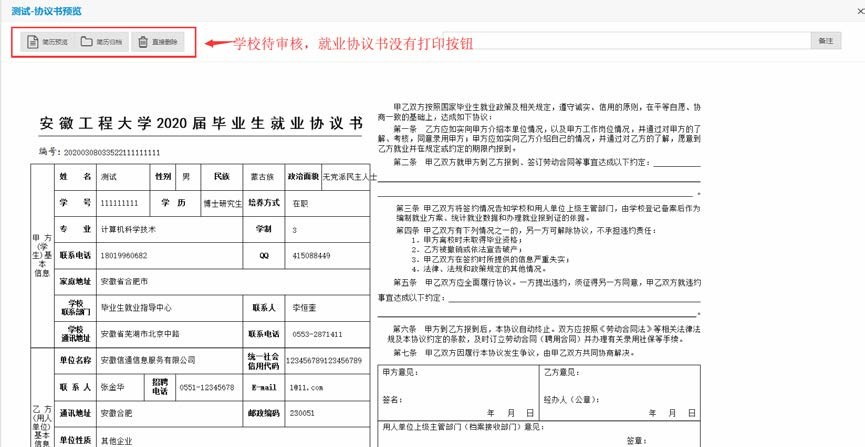 测试-协议书预览
简历预览 简历归档 直接删除
学校待审核，就业协议书没有打印按钮
备注
安徽工程大学2020届毕业生就业协议书
编号：20200308033522111111111
甲方(学生)基本信息
姓名 测试 性别 男 民族 蒙古族 政治面貌 无党派民主人士
学号 111111111 学历 博士研究生 培养方式 在职
专业 计算机科学技术 学制 3
联系电话 18019960682 QQ 415088449
家庭地址 安徽省合肥市
学校联系部门 毕业生就业指导中心 联系人 李恒奎
学校通讯地址 安徽省芜湖市北京中路 联系电话 0553-2871411
乙方(用人单位)基本信息
单位名称 安徽信通信息服务有限公司 统一社会信用代码 123456789123456789
联系人 张金华 招聘电话 0551-12345678 E-mail 1@11.com
通讯地址 安徽合肥 邮政编码 230051
单位性质 其他企业
甲乙双方按照国家毕业生就业政策及相关规定，遵守诚实、信用的原则，在平等自愿、协
商一致的基础上，达成如下协议：
第一条 乙方应如实向甲方介绍本单位情况，以及甲方工作岗位情况，并通过对甲方的了
解、考核，同意录用甲方；甲方应如实向乙方介绍自己的情况，并通过对乙方的了解，愿意到
乙方就业并在规定或约定的期限内报到。
第二条 甲乙双方就甲方到乙方报到、签订劳动合同等事宜达成以下约定：
。
第三条 甲乙双方将签约情况告知学校和用人单位上级主管部门，由学校登记备案后作为
编制就业方案、统计就业数据和办理就业报到证的依据。
第四条 甲乙双方有下列情况之一的，另一方可解除协议，不承担违约责任：
1. 甲方离校时未取得毕业资格；
2. 乙方被撤销或依法宣告破产；
3. 甲乙双方在签约时所提供的信息严重失实；
4. 法律、法规和政策规定的其他情况。
第五条 甲乙双方应全面履行协议。一方提出违约，须征得另一方同意，甲乙双方就违约
事宜达成以下约定：
。
第六条 甲方到乙方报到后，本协议自动终止。双方应按照《劳动合同法》等相关法律法
规及本协议约定的条款，及时订立劳动合同（聘用合同）并办理有关录用社保等手续。
第七条 甲乙双方因履行本协议发生争议，由甲乙双方共同协商解决。
甲方意见： 乙方意见：
签名： 经办人（公章）：
年 月 日 年 月 日
用人单位上级主管部门（档案接收部门）意见：
签章：